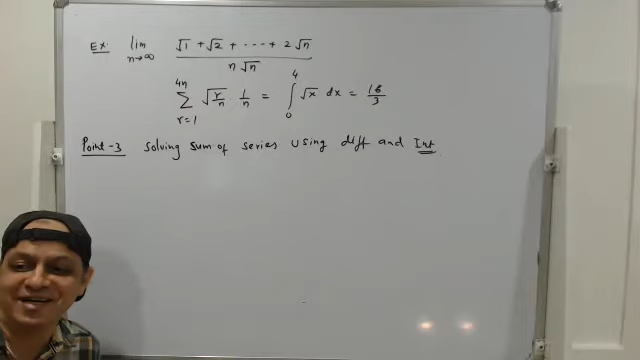 Ex: lim n→∞ √1 + √2 + ---- + 2√n / n√n
4n Σ r=1 √r/n · 1/n = 4 ∫ 0 √x dx = 16/3
Point-3 Solving sum of series using diff and Int.